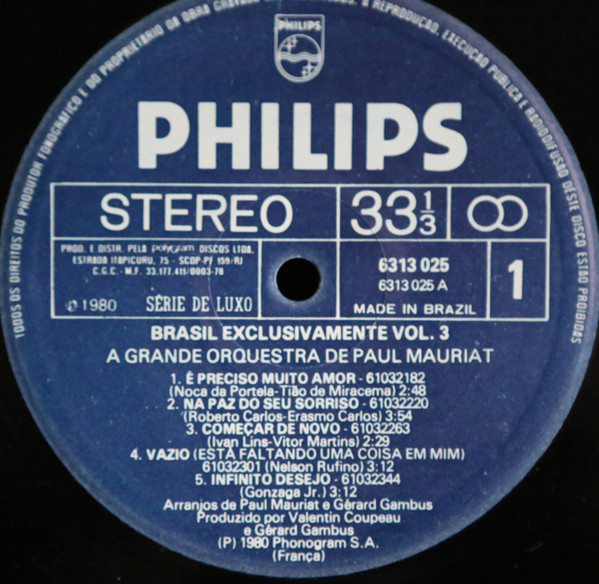 TODOS OS DIREITOS DO PRODUTOR FONOGRÁFICO E DO PROPRIETÁRIO DA OBRA
REPRODUÇÃO, EXECUÇÃO PÚBLICA E RADIODIFUSÃO DESTE DISCO ESTÃO PROIBIDAS
PHILIPS
PHILIPS
STEREO
33 1/3
PROD. E DISTR. PELA polygram DISCOS LTDA.
ESTRADA ITAPICURU, 75 - SCDP-PF 159/RJ
C.G.C. - M.F. 33.177.411/0003-78
6313 025
6313 025 A
1
℗ 1980 SÉRIE DE LUXO
MADE IN BRAZIL
BRASIL EXCLUSIVAMENTE VOL. 3
A GRANDE ORQUESTRA DE PAUL MAURIAT
1. É PRECISO MUITO AMOR - 61032182
(Noca da Portela-Tião de Miracema) 2:48
2. NA PAZ DO SEU SORRISO - 61032220
(Roberto Carlos-Erasmo Carlos) 3:54
3. COMEÇAR DE NOVO - 61032263
(Ivan Lins-Vitor Martins) 2:29
4. VAZIO (ESTÁ FALTANDO UMA COISA EM MIM)
61032301 (Nelson Rufino) 3:12
5. INFINITO DESEJO - 61032344
(Gonzaga Jr.) 3:12
Arranjos de Paul Mauriat e Gérard Gambus
Produzido por Valentin Coupeau
e Gérard Gambus
(P) 1980 Phonogram S.A.
(França)